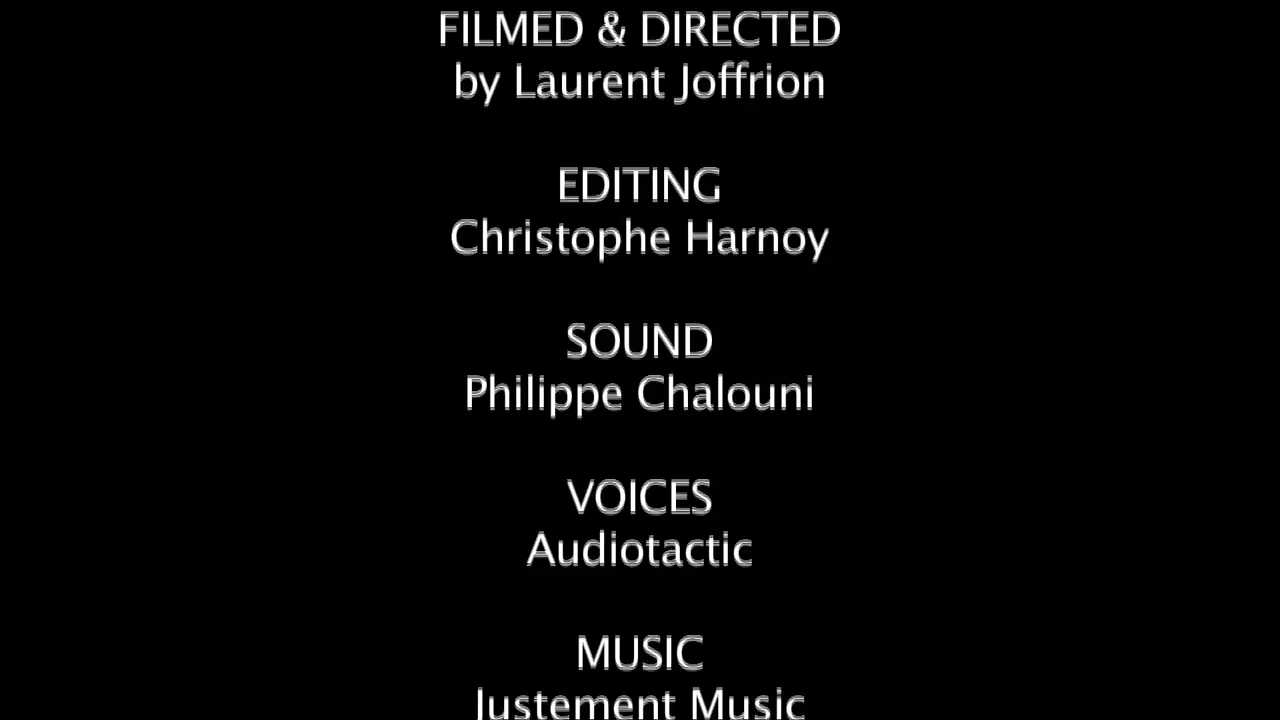 FILMED & DIRECTED
by Laurent Joffrion
EDITING
Christophe Harnoy
SOUND
Philippe Chalouni
VOICES
Audiotactic
MUSIC
Justement Music